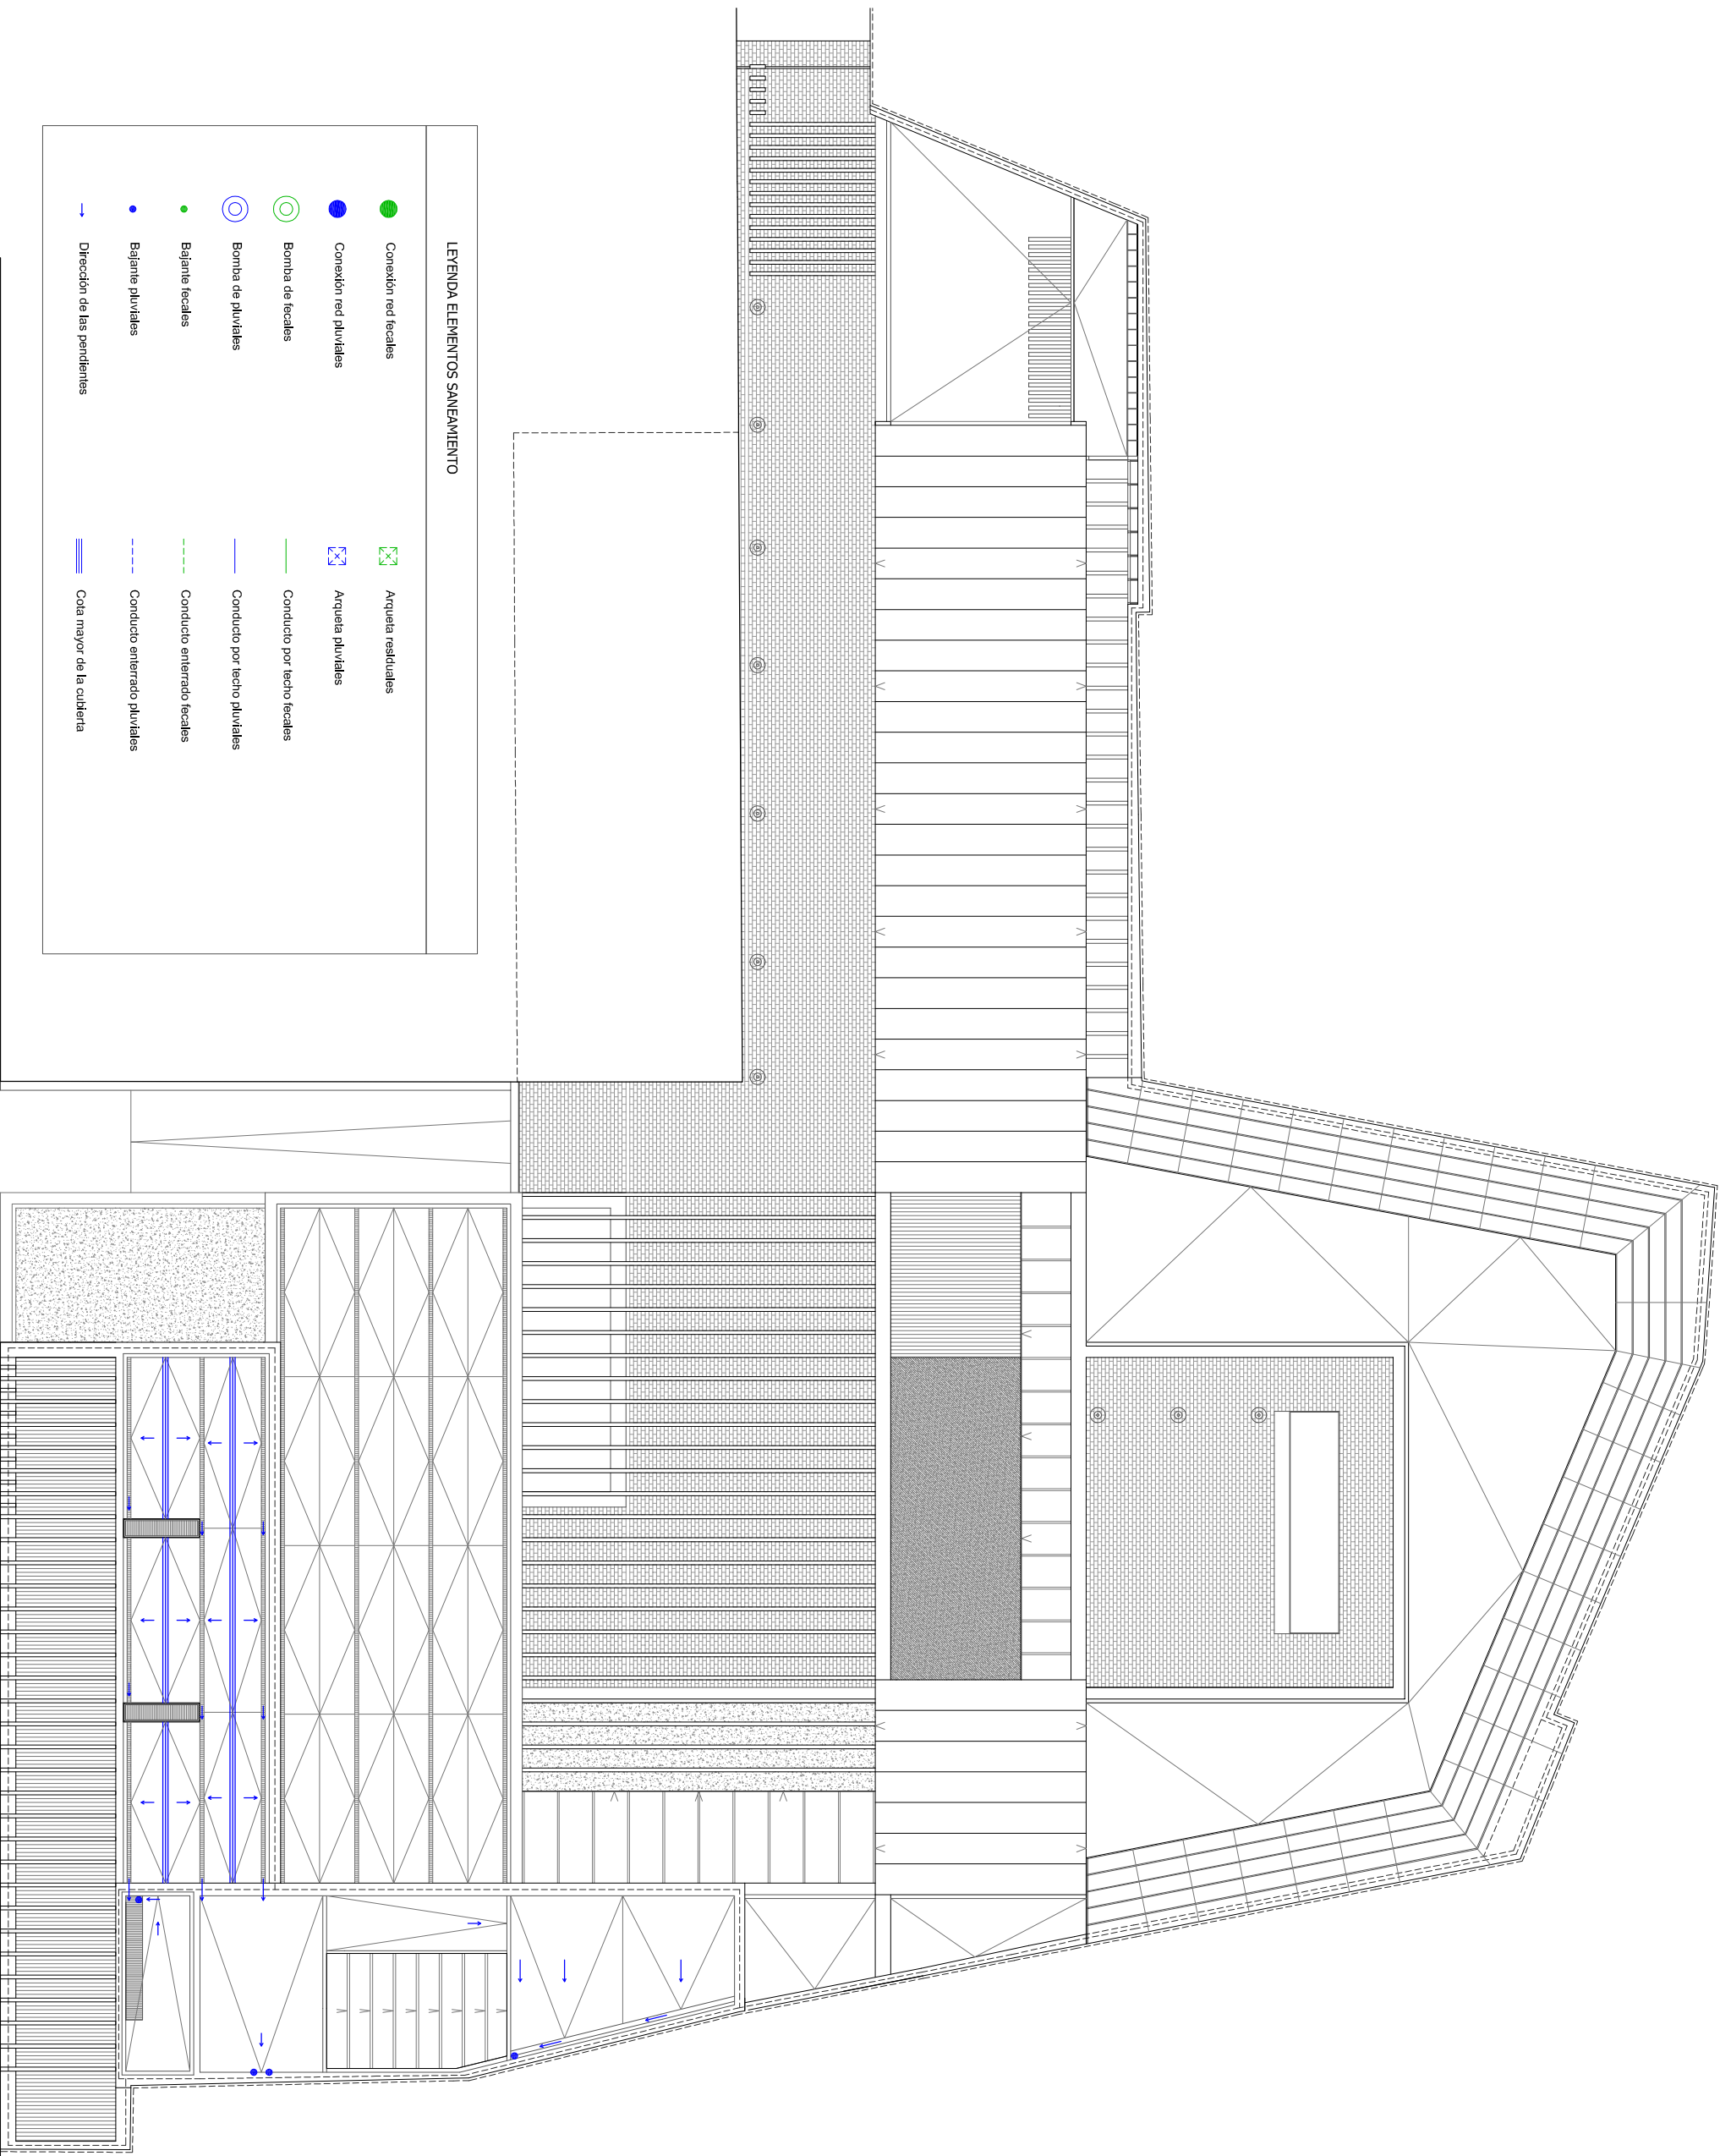 LEYENDA ELEMENTOS SANEAMIENTO
Conexión red fecales
Arqueta residuales
Conexión red pluviales
Arqueta pluviales
Bomba de fecales
Conducto por techo fecales
Bomba de pluviales
Conducto por techo pluviales
Bajante fecales
Conducto enterrado fecales
Bajante pluviales
Conducto enterrado pluviales
Dirección de las pendientes
Cota mayor de la cubierta